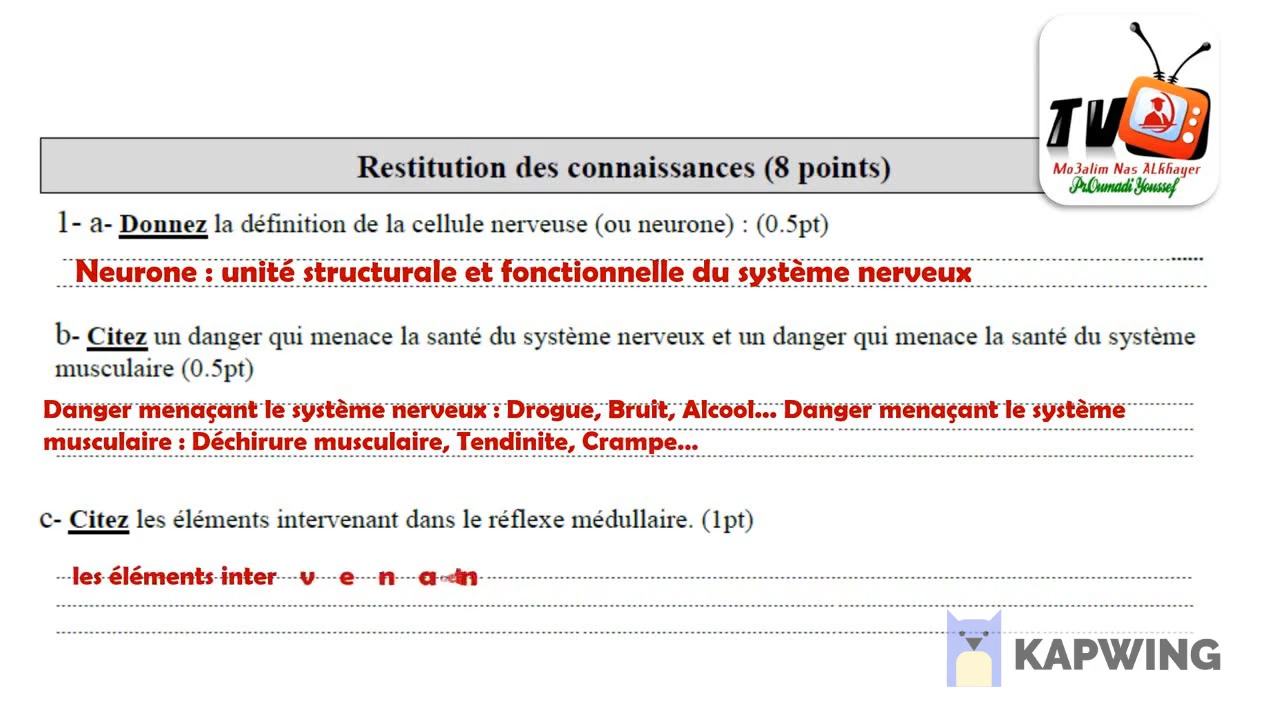 TV
Mo3alim Nas ALkhayer
Pr.Oumadi Youssef
Restitution des connaissances (8 points)
1- a- Donnez la définition de la cellule nerveuse (ou neurone) : (0.5pt)
Neurone : unité structurale et fonctionnelle du système nerveux
b- Citez un danger qui menace la santé du système nerveux et un danger qui menace la santé du système
musculaire (0.5pt)
Danger menaçant le système nerveux : Drogue, Bruit, Alcool... Danger menaçant le système
musculaire : Déchirure musculaire, Tendinite, Crampe...
c- Citez les éléments intervenant dans le réflexe médullaire. (1pt)
les éléments inter v e n a n
KAPWING